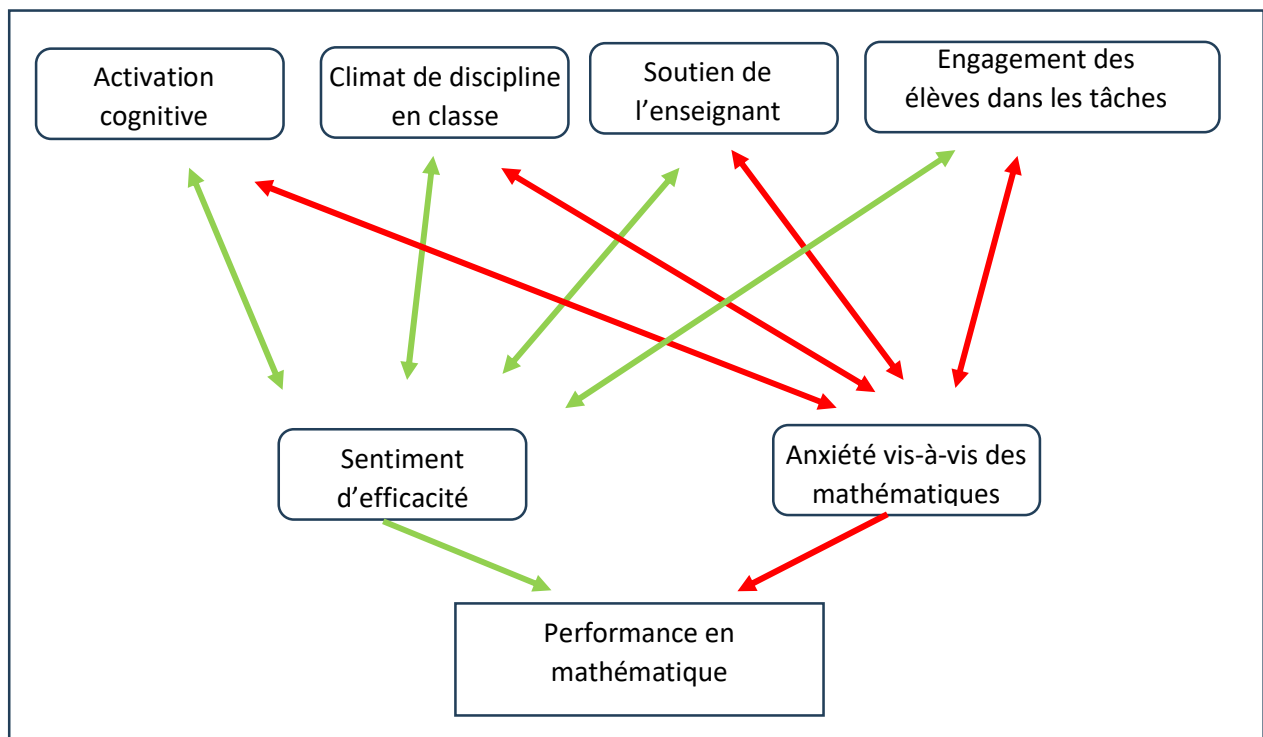 Activation
cognitive
Climat de discipline
en classe
Soutien de
l’enseignant
Engagement des
élèves dans les tâches
Sentiment
d’efficacité
Anxiété vis-à-vis des
mathématiques
Performance en
mathématique